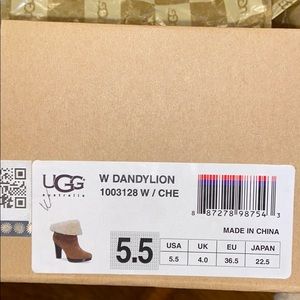 UGG
australia
W DANDYLION
1003128 W / CHE
8 87278 98754 3
5.5
USA UK EU JAPAN
5.5 4.0 36.5 22.5
MADE IN CHINA